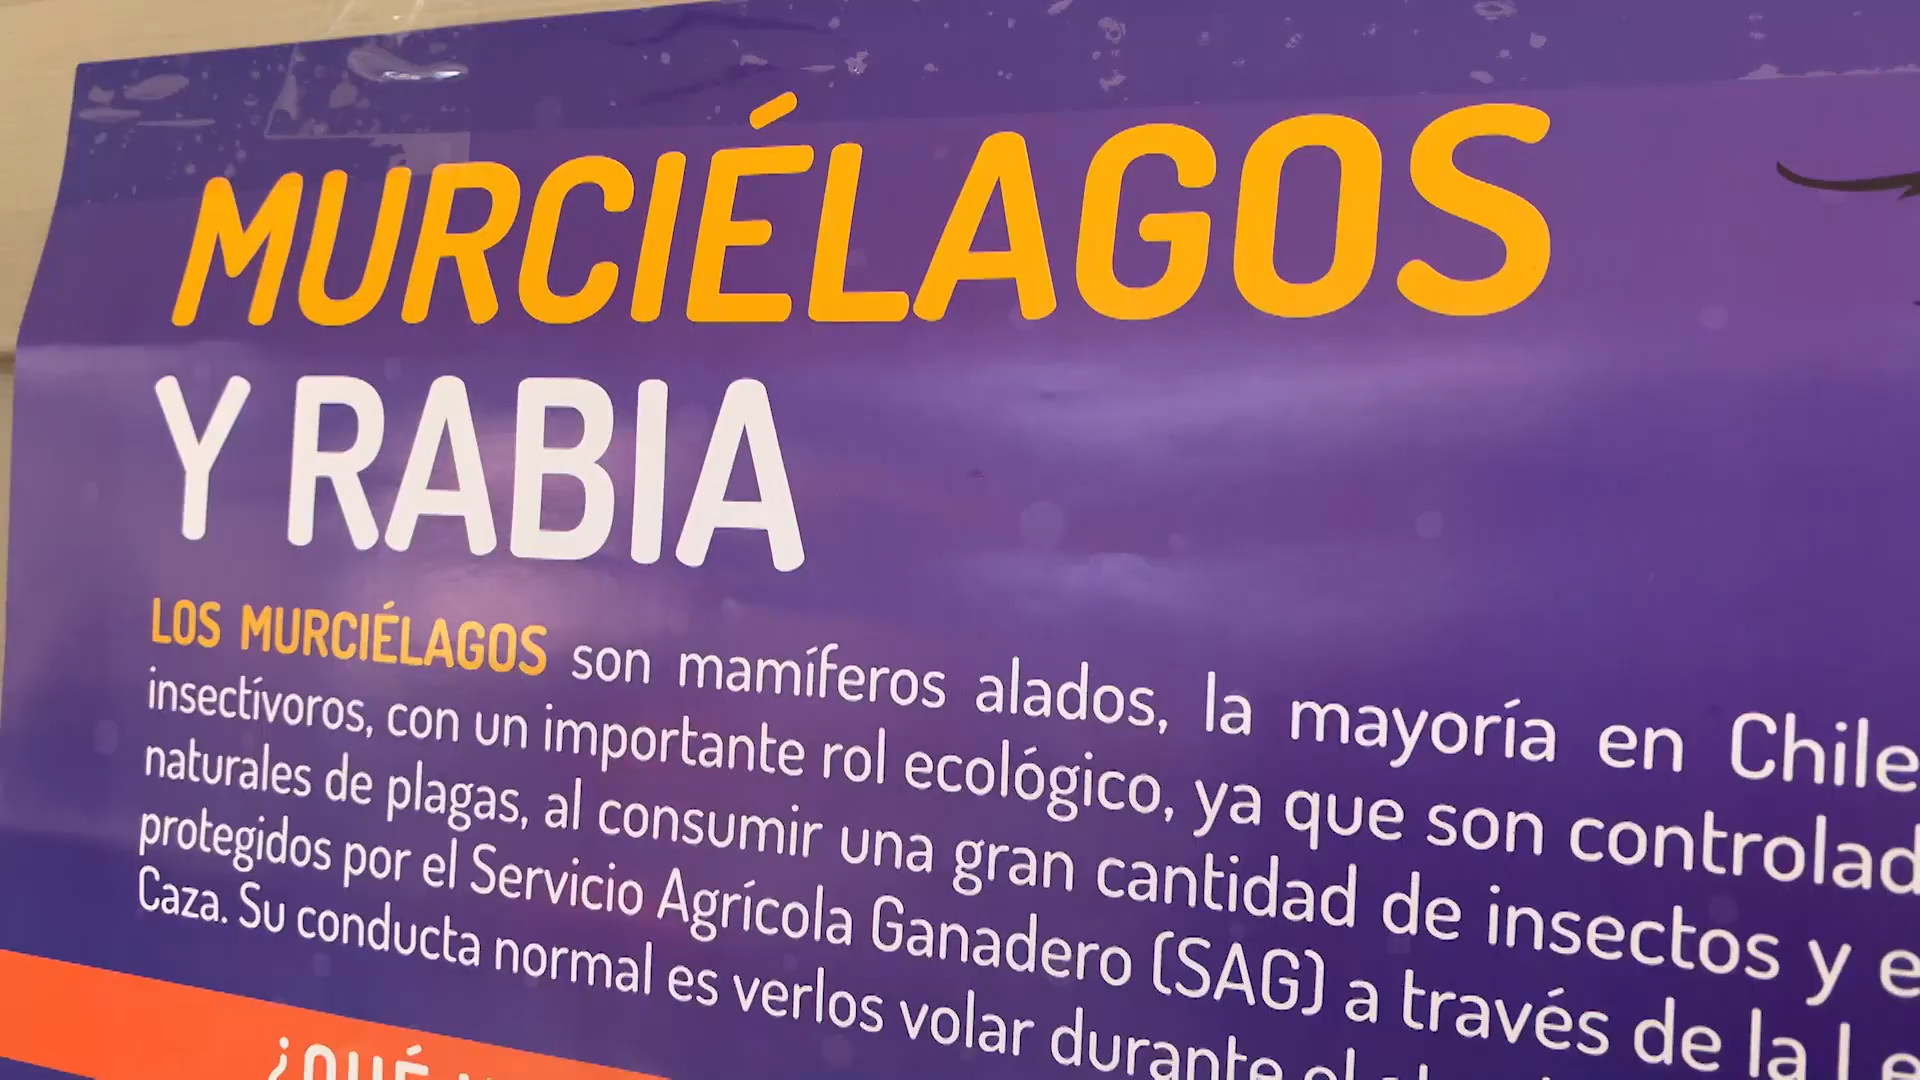 MURCIÉLAGOS
Y RABIA
LOS MURCIÉLAGOS son mamíferos alados, la mayoría en Chile
insectívoros, con un importante rol ecológico, ya que son controlad
naturales de plagas, al consumir una gran cantidad de insectos y e
protegidos por el Servicio Agrícola Ganadero (SAG) a través de la Le
Caza. Su conducta normal es verlos volar durante el
¿QUÉ